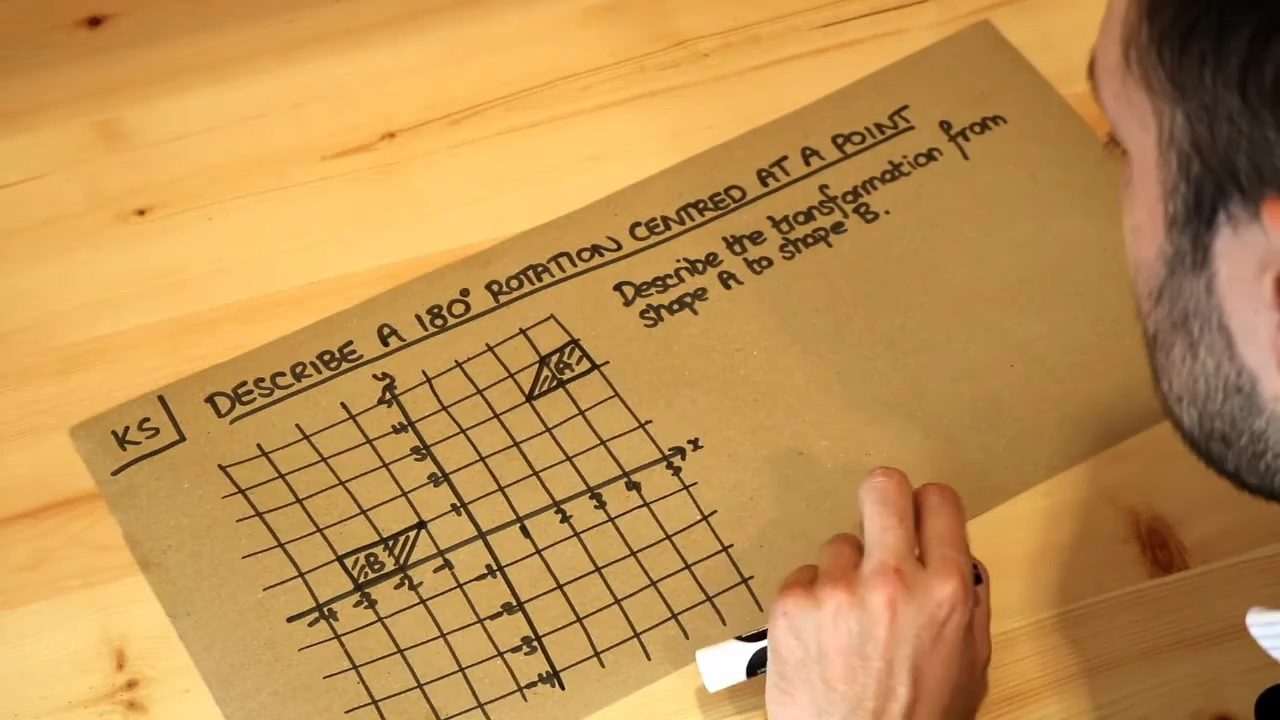 KS
DESCRIBE A 180° ROTATION CENTRED AT A POINT
Describe the transformation from
shape A to shape B.
y
5
4
3
2
1
A
B
-4 -3 -2 -1 1 2 3 4 5 x
-1
-2
-3
-4